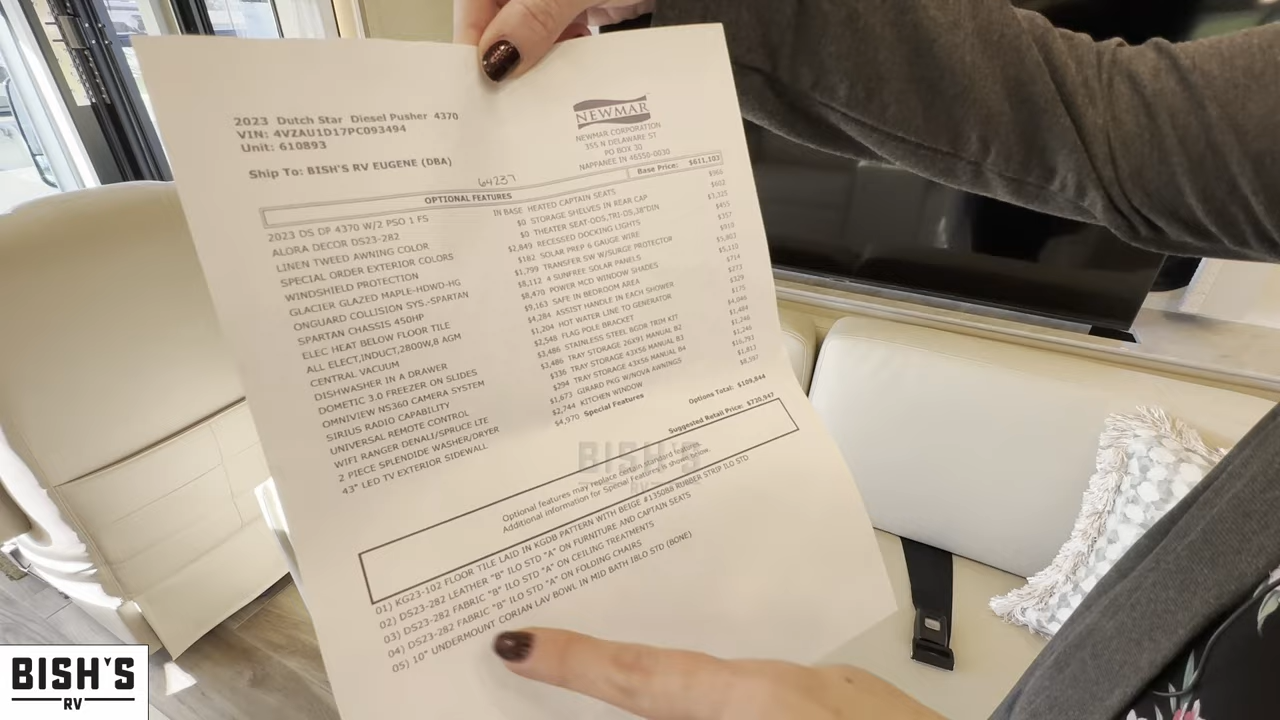 2023 Dutch Star Diesel Pusher 4370
VIN: 4VZAU1D17PC093494
Unit: 610893
Ship To: BISH'S RV EUGENE (DBA)
NEWMAR
NEWMAR CORPORATION
355 N DELAWARE ST
PO BOX 30
NAPPANEE IN 46550-0030
64237
Base Price: $611,103
OPTIONAL FEATURES
2023 DS DP 4370 W/2 PSO 1 FS IN BASE
ALDRA DECOR DS23-282 $0
LINEN TWEED AWNING COLOR $0
SPECIAL ORDER EXTERIOR COLORS $2,849
WINDSHIELD PROTECTION $182
GLACIER GLAZED MAPLE-HDWD-HG $1,799
ONGUARD COLLISION SYS.-SPARTAN $8,112
SPARTAN CHASSIS 450HP $8,470
ELEC HEAT BELOW FLOOR TILE $9,163
ALL ELECT,INDUCT,2800W,8 AGM $4,284
CENTRAL VACUUM $1,204
DISHWASHER IN A DRAWER $2,548
DOMETIC 3.0 FREEZER ON SLIDES $3,486
OMNIVIEW NS360 CAMERA SYSTEM
SIRIUS RADIO CAPABILITY $336
UNIVERSAL REMOTE CONTROL $294
WIFI RANGER DENALI/SPRUCE LTE $1,673
2 PIECE SPLENDIDE WASHER/DRYER $2,744
43" LED TV EXTERIOR SIDEWALL $4,970
HEATED CAPTAIN SEATS $966
STORAGE SHELVES IN REAR CAP $602
THEATER SEAT-ODS,TRI-DS,38"DIN $3,325
RECESSED DOCKING LIGHTS $455
SOLAR PREP 6 GAUGE WIRE $357
TRANSFER SW W/SURGE PROTECTOR $910
4 SUNFREE SOLAR PANELS
POWER MCD WINDOW SHADES $5,110
SAFE IN BEDROOM AREA $714
ASSIST HANDLE IN EACH SHOWER $273
HOT WATER LINE TO GENERATOR $329
FLAG POLE BRACKET $175
STAINLESS STEEL BGDR TRIM KIT
TRAY STORAGE 26X91 MANUAL B2 $1,484
TRAY STORAGE 43X56 MANUAL B3 $1,246
TRAY STORAGE 43X56 MANUAL B4 $1,246
GIRARD PKG W/NOVA AWNINGS
KITCHEN WINDOW $1,813
Special Features $8,597
Options Total: $109,844
Suggested Retail Price: $720,947
Optional features may replace certain standard features.
Additional information for Special Features is shown below.
BISH'S
RV
01) KG23-102 FLOOR TILE LAID IN KGDB PATTERN WITH BEIGE #135088 RUBBER STRIP ILO STD
02) DS23-282 LEATHER "B" ILO STD "A" ON FURNITURE AND CAPTAIN SEATS
03) DS23-282 FABRIC "B" ILO STD "A" ON CEILING TREATMENTS
04) DS23-282 FABRIC "B" ILO STD "A" ON FOLDING CHAIRS
05) 10" UNDERMOUNT CORIAN LAV BOWL IN MID BATH IBLO STD (BONE)
BISH'S
RV